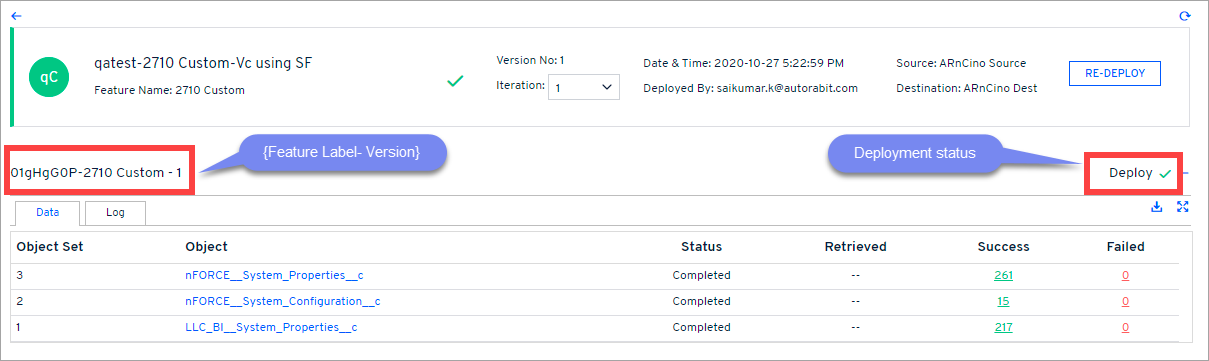 qC
qatest-2710 Custom-Vc using SF
Feature Name: 2710 Custom
Version No: 1
Iteration: 1
Date & Time: 2020-10-27 5:22:59 PM
Deployed By: saikumar.k@autorabit.com
Source: ARnCino Source
Destination: ARnCino Dest
RE-DEPLOY
{Feature Label- Version}
Deployment status
01gHgG0P-2710 Custom - 1
Deploy
Data Log
Object Set Object Status Retrieved Success Failed
3 nFORCE__System_Properties__c Completed -- 261 0
2 nFORCE__System_Configuration__c Completed -- 15 0
1 LLC_BI__System_Properties__c Completed -- 217 0